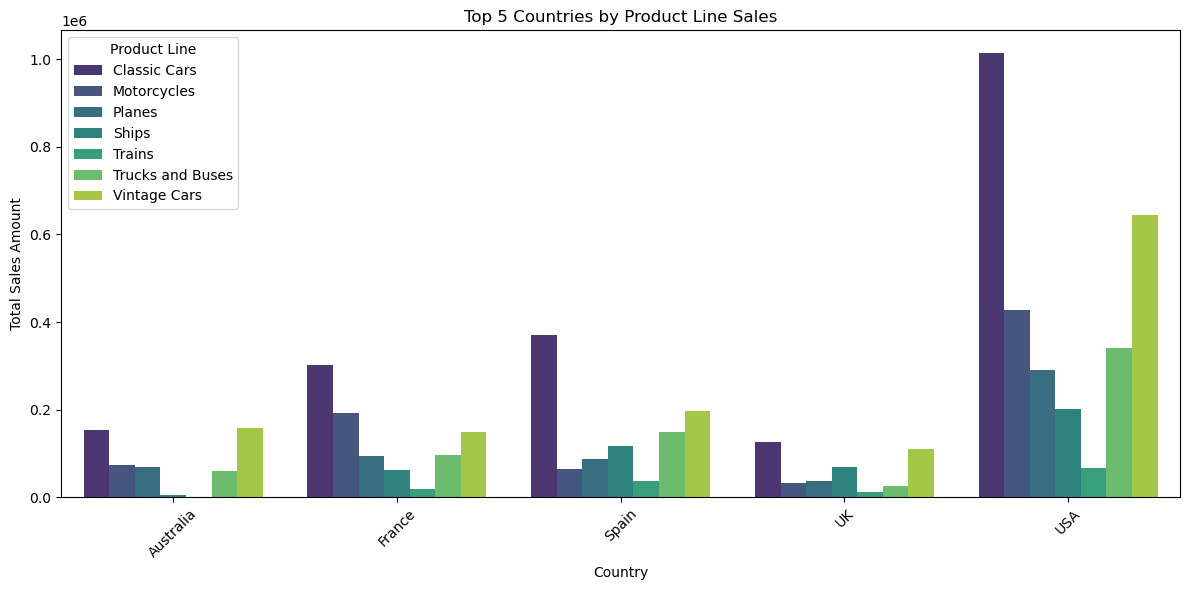 Top 5 Countries by Product Line Sales
1e6
Product Line
Classic Cars
Motorcycles
Planes
Ships
Trains
Trucks and Buses
Vintage Cars
Total Sales Amount
1.0
0.8
0.6
0.4
0.2
0.0
Australia
France
Spain
UK
USA
Country